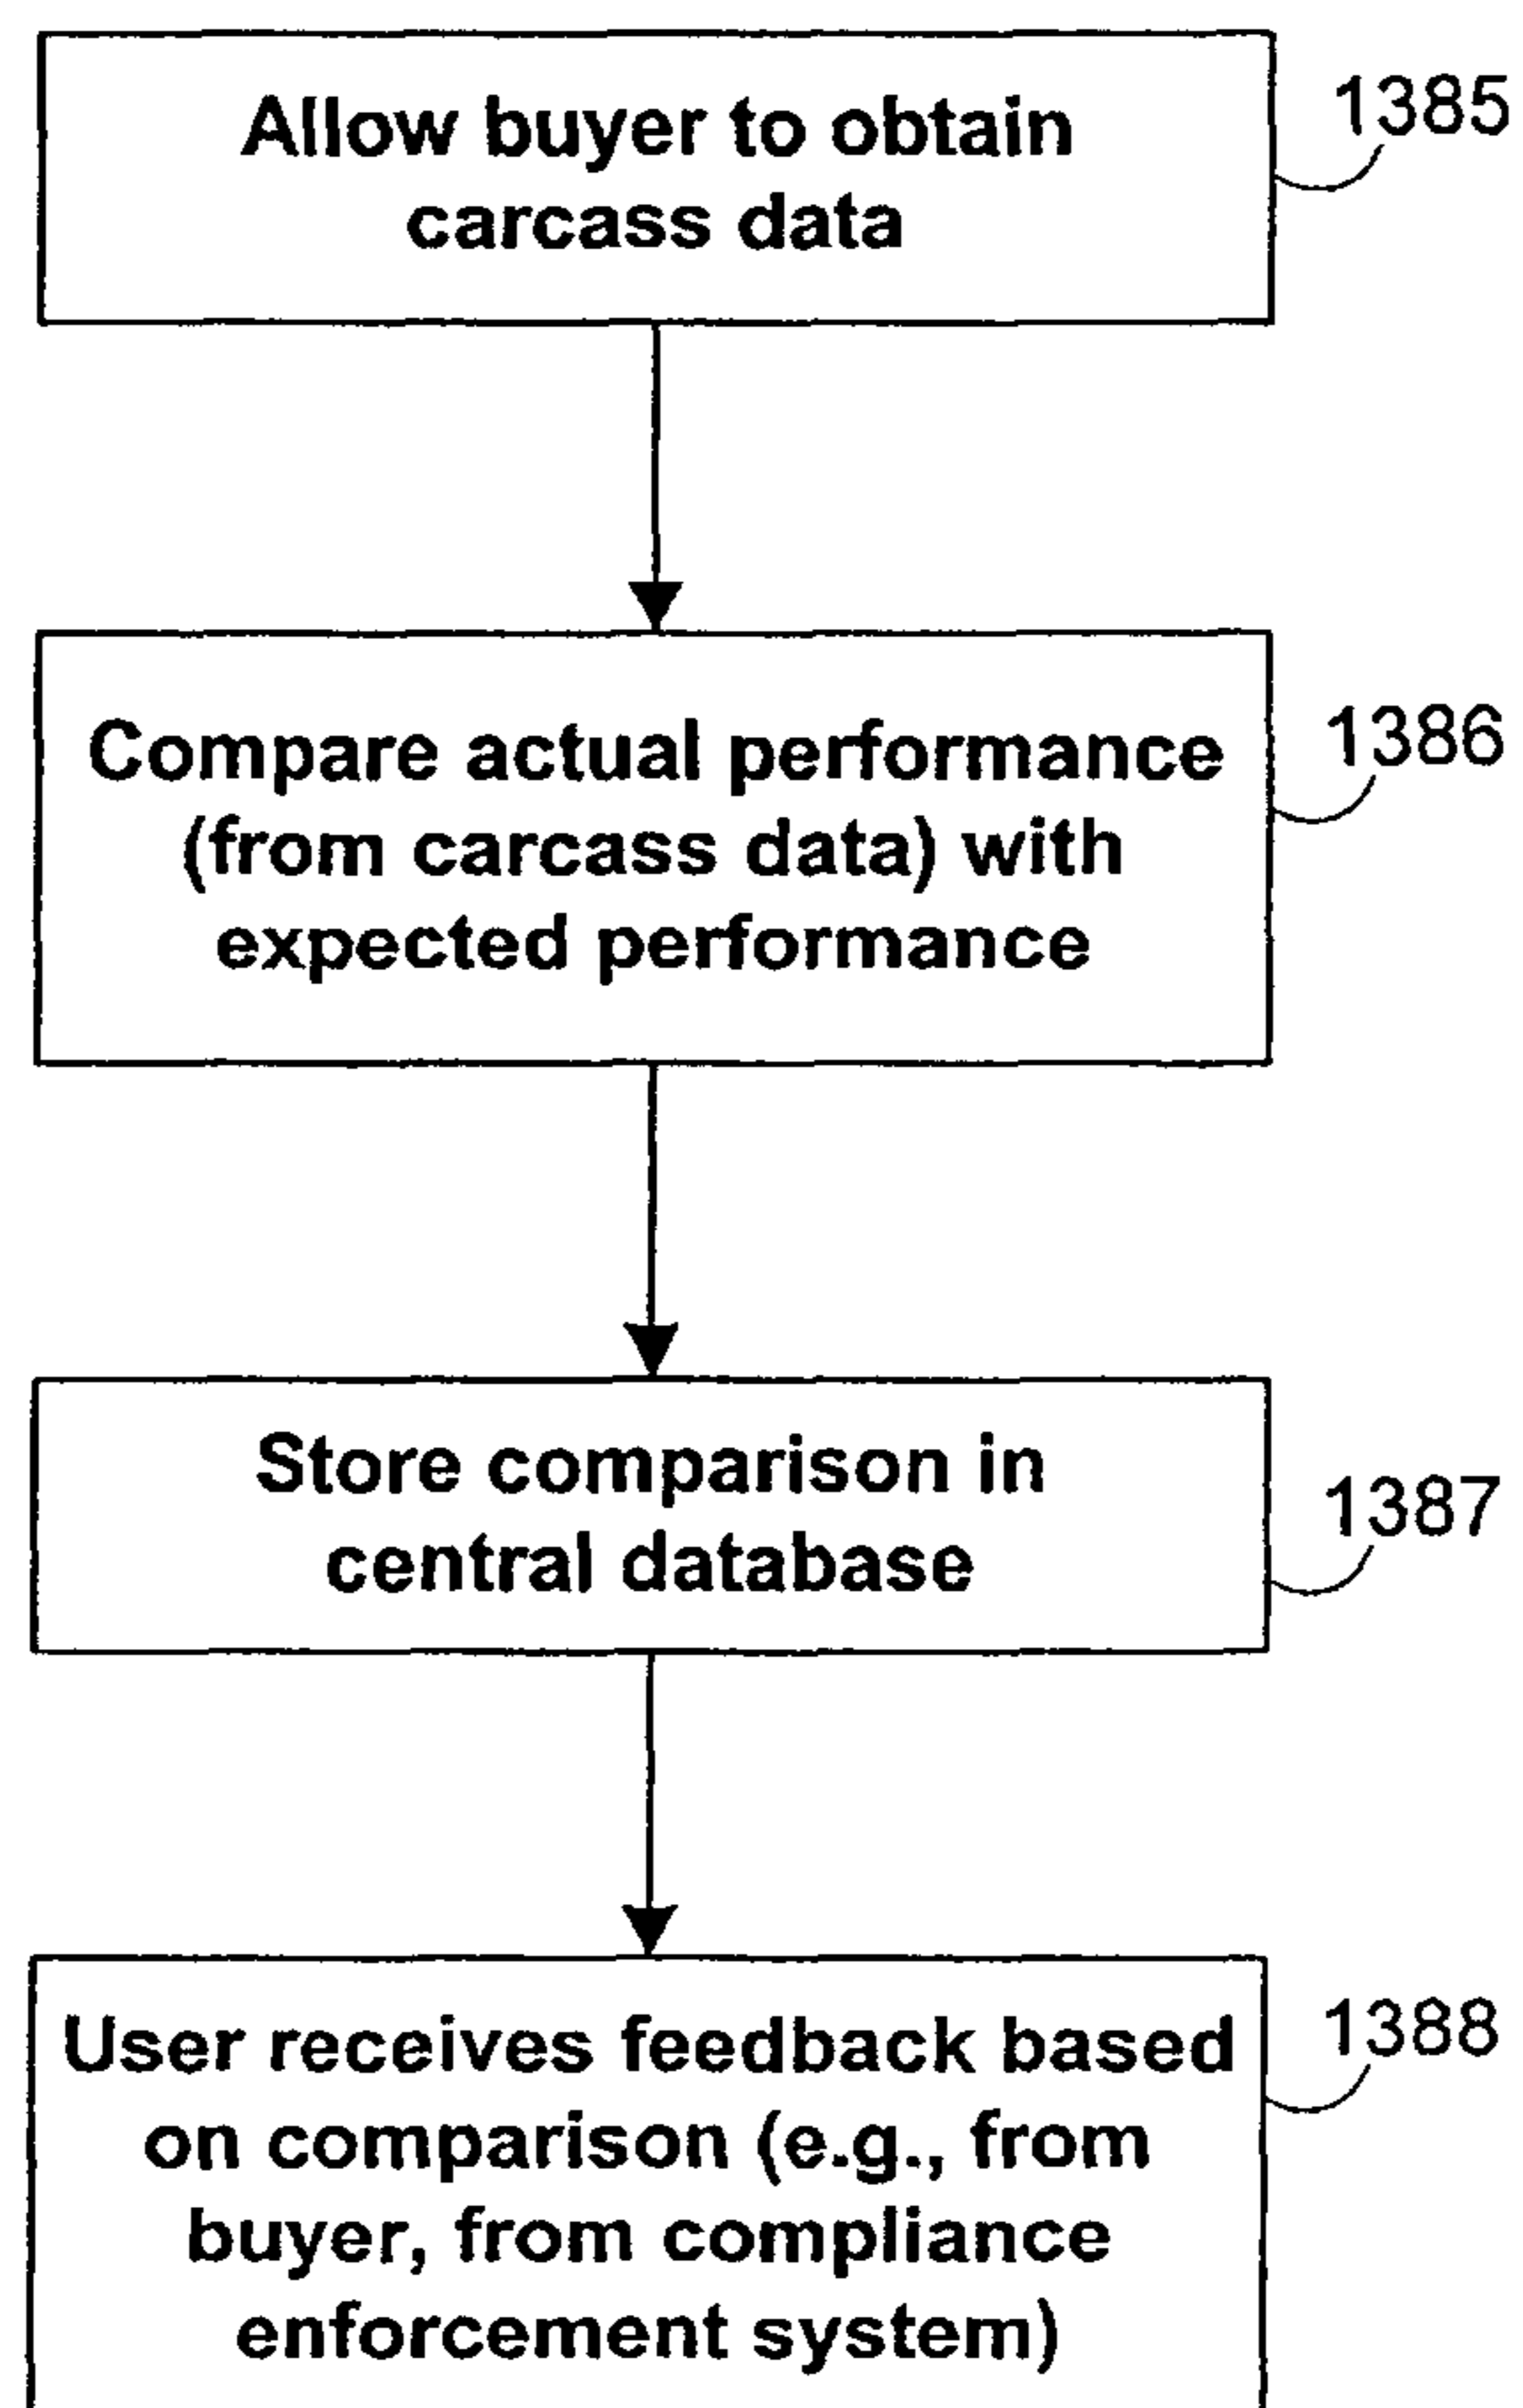 Allow buyer to obtain
carcass data
1385
Compare actual performance
(from carcass data) with
expected performance
1386
Store comparison in
central database
1387
User receives feedback based
on comparison (e.g., from
buyer, from compliance
enforcement system)
1388